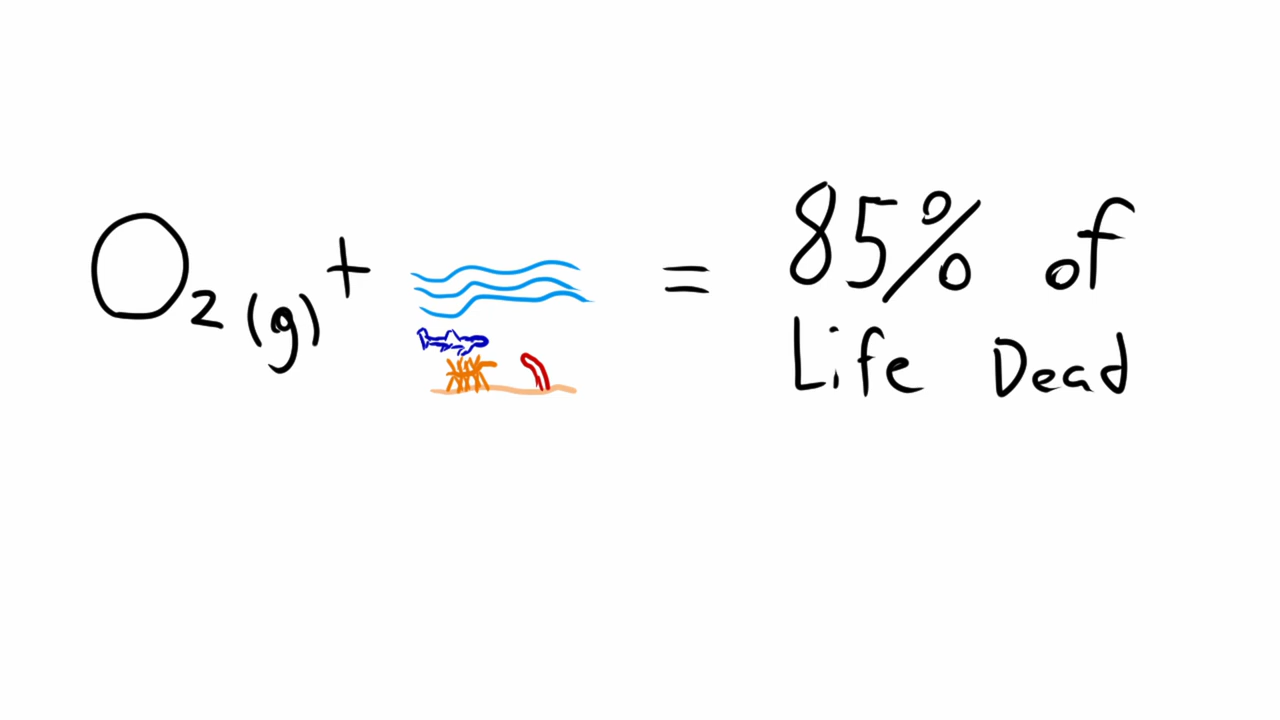 O₂(g) + = 85% of
Life Dead